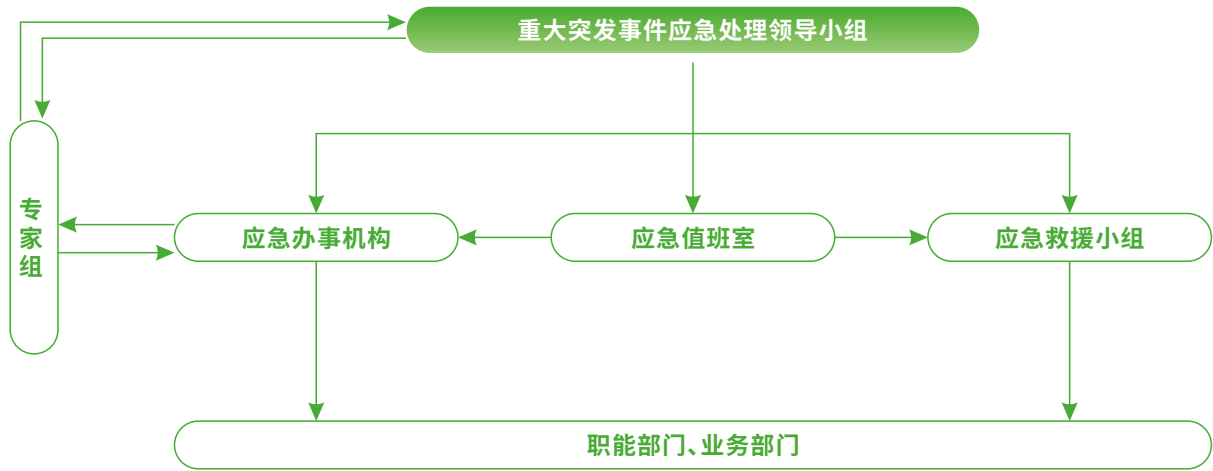 重大突发事件应急处理领导小组
专家组
应急办事机构
应急值班室
应急救援小组
职能部门、业务部门